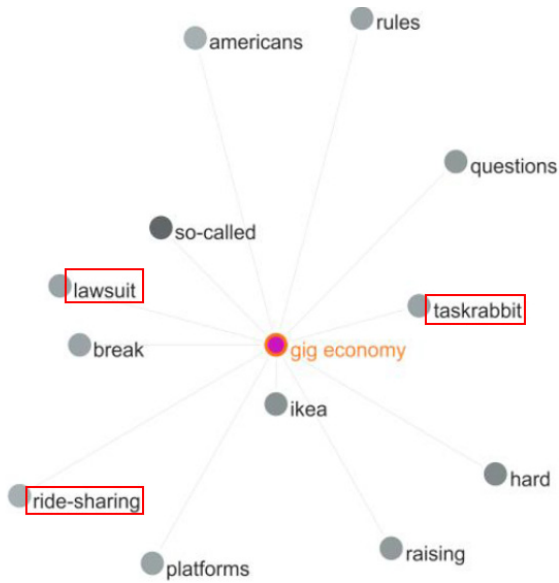 rules
americans
questions
so-called
lawsuit
taskrabbit
break
gig economy
ikea
hard
ride-sharing
raising
platforms